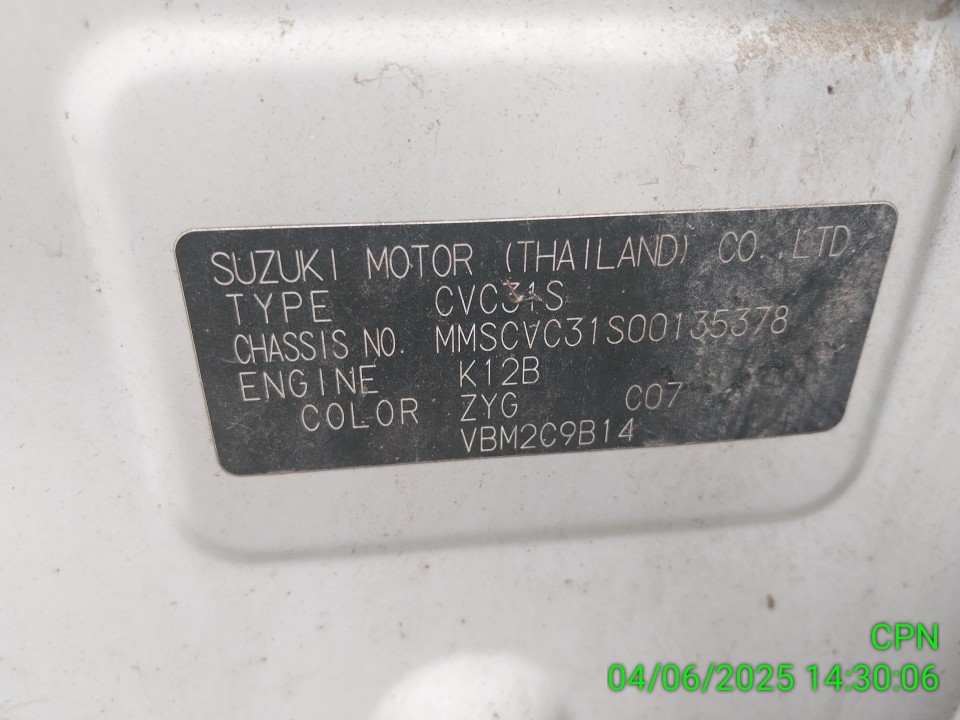 SUZUKI MOTOR (THAILAND) CO.,LTD.
TYPE CVC31S
CHASSIS NO. MMSCVC31S00135378
ENGINE K12B
COLOR ZYG C07
VBM2C9B14
CPN
04/06/2025 14:30:06